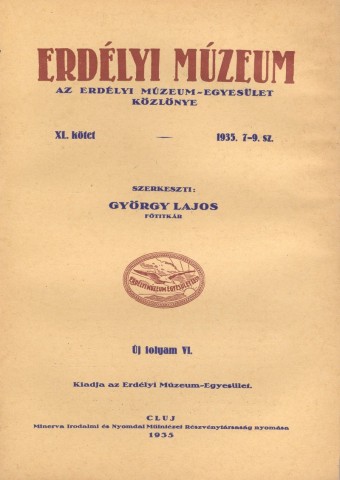 ERDÉLYI MÚZEUM
AZ ERDÉLYI MÚZEUM-EGYESÜLET
KÖZLÖNYE
XL. kötet — 1935. 7-9. sz.
SZERKESZTI:
GYÖRGY LAJOS
FŐTITKÁR
ERDÉLYI MÚZEUM EGYESÜLET
Új folyam VI.
Kiadja az Erdélyi Múzeum-Egyesület.
CLUJ
Minerva Irodalmi és Nyomdai Műintézet Részvénytársaság nyomása
1935